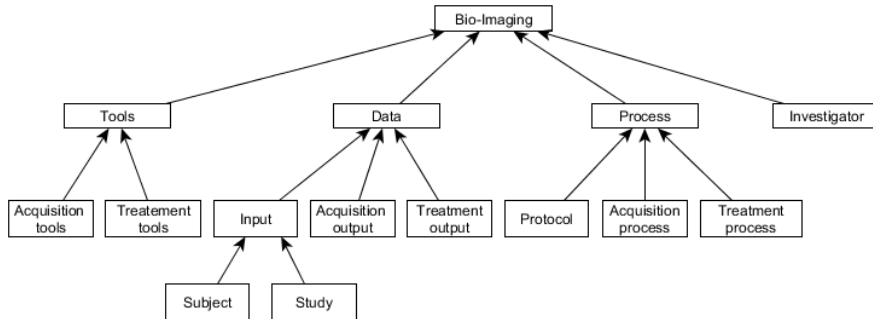 Bio-Imaging
Tools
Data
Process
Investigator
Acquisition
tools
Treatement
tools
Input
Acquisition
output
Treatment
output
Protocol
Acquisition
process
Treatment
process
Subject
Study